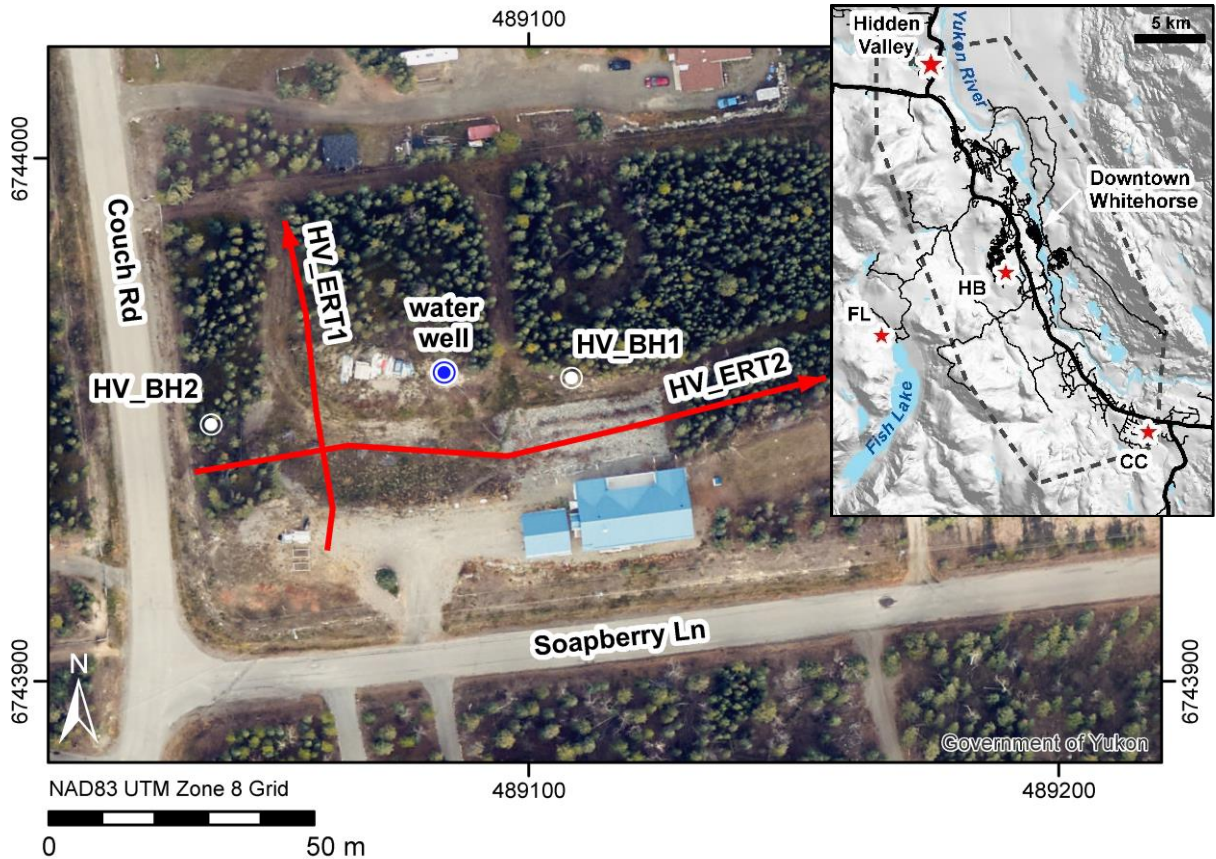 489100
5 km
Hidden
Valley
Yukon River
Downtown
Whitehorse
HB
FL
Fish Lake
CC
6744000
Couch Rd
HV_ERT1
water
well
HV_BH1
HV_ERT2
HV_BH2
Soapberry Ln
6743900
6743900
N
Government of Yukon
NAD83 UTM Zone 8 Grid
489100
489200
0
50 m